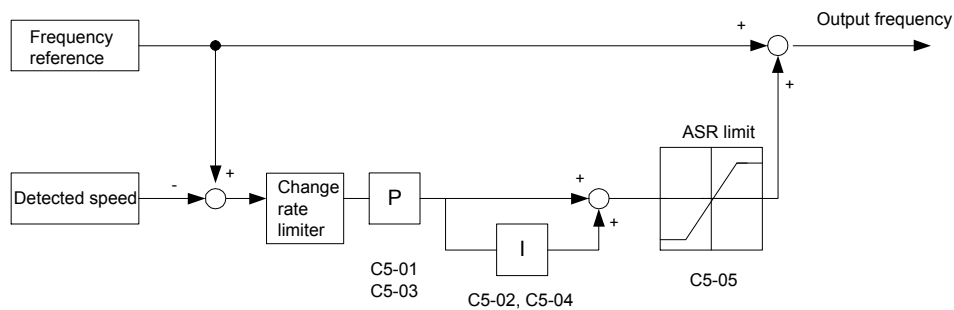 Output frequency
Frequency
reference
+
+
ASR limit
Detected speed
-
+
Change
rate
limiter
P
+
+
I
C5-01
C5-03
C5-02, C5-04
C5-05